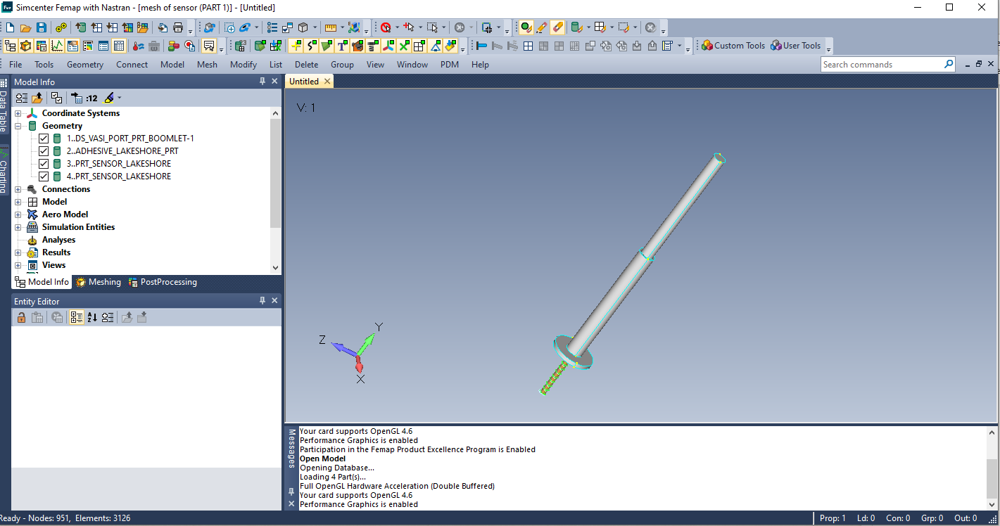 Simcenter Femap with Nastran - [mesh of sensor (PART 1)] - [Untitled]
:12
Custom Tools User Tools
File Tools Geometry Connect Model Mesh Modify List Delete Group View Window PDM Help Search commands
Data Table
Charting
Model Info
Coordinate Systems
Geometry
1..DS_VASI_PORT_PRT_BOOMLET-1
2..ADHESIVE_LAKESHORE_PRT
3..PRT_SENSOR_LAKESHORE
4..PRT_SENSOR_LAKESHORE
Connections
Model
Aero Model
Simulation Entities
Analyses
Results
Views
Model Info Meshing PostProcessing
Entity Editor
Untitled
V: 1
Y
Z
X
Messages
Your card supports OpenGL 4.6
Performance Graphics is enabled
Participation in the Femap Product Excellence Program is Enabled
Open Model
Opening Database...
Loading 4 Part(s)...
Full OpenGL Hardware Acceleration (Double Buffered)
Your card supports OpenGL 4.6
Performance Graphics is enabled
Ready - Nodes: 951, Elements: 3126
Prop: 1 Ld: 0 Con: 0 Grp: 0 Out: 0